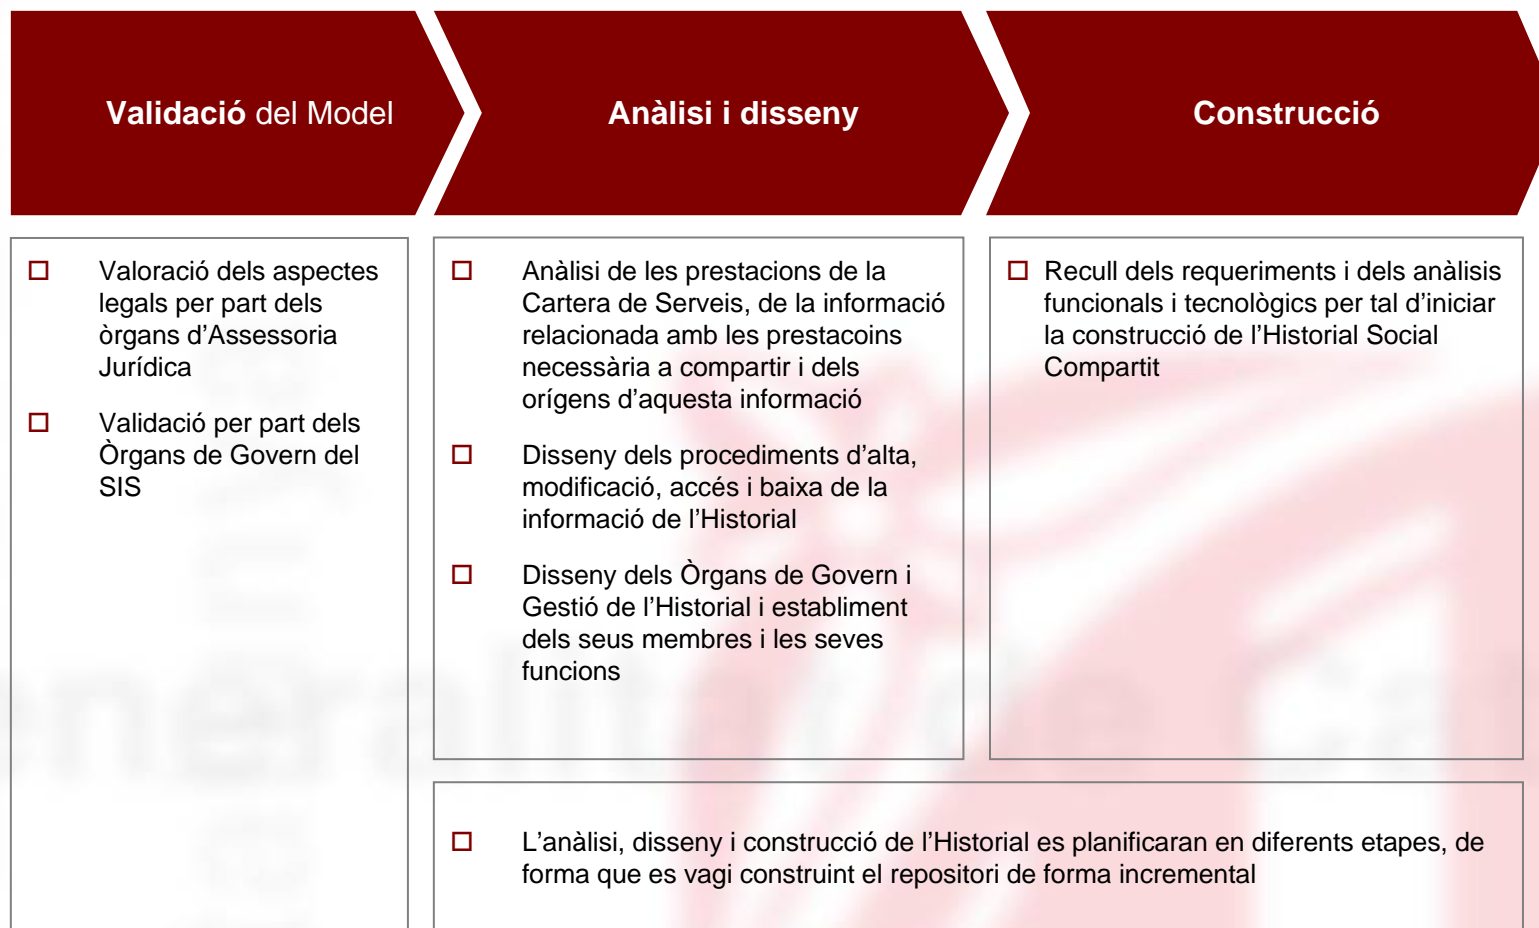 Validació del Model
Anàlisi i disseny
Construcció
Valoració dels aspectes
legals per part dels
òrgans d’Assessoria
Jurídica
Validació per part dels
Òrgans de Govern del
SIS
Anàlisi de les prestacions de la
Cartera de Serveis, de la informació
relacionada amb les prestacoins
necessària a compartir i dels
orígens d’aquesta informació
Disseny dels procediments d’alta,
modificació, accés i baixa de la
informació de l’Historial
Disseny dels Òrgans de Govern i
Gestió de l’Historial i establiment
dels seus membres i les seves
funcions
Recull dels requeriments i dels anàlisis
funcionals i tecnològics per tal d’iniciar
la construcció de l’Historial Social
Compartit
L’anàlisi, disseny i construcció de l’Historial es planificaran en diferents etapes, de
forma que es vagi construint el repositori de forma incremental